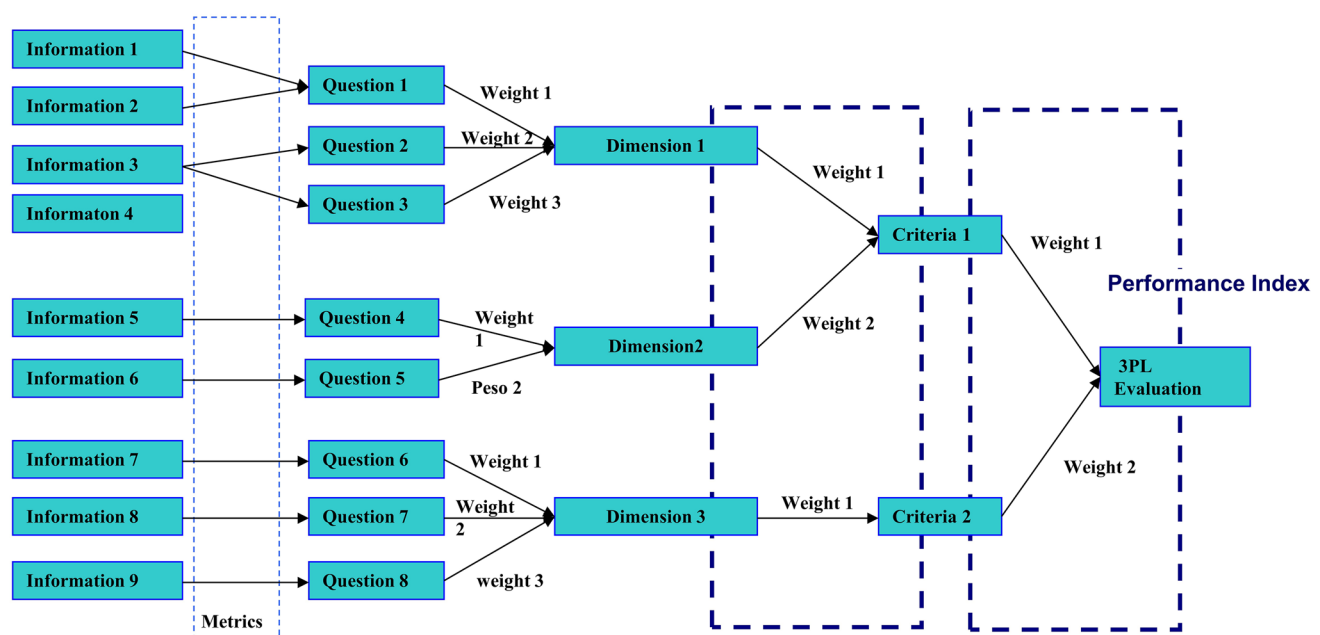 Information 1
Information 2
Information 3
Informaton 4
Information 5
Information 6
Information 7
Information 8
Information 9
Metrics
Question 1
Question 2
Question 3
Question 4
Question 5
Question 6
Question 7
Question 8
Weight 1
Weight 2
Weight 3
Weight
1
Peso 2
Weight 1
Weight
2
weight 3
Dimension 1
Dimension2
Dimension 3
Weight 1
Weight 2
Weight 1
Criteria 1
Criteria 2
Weight 1
Weight 2
Performance Index
3PL
Evaluation